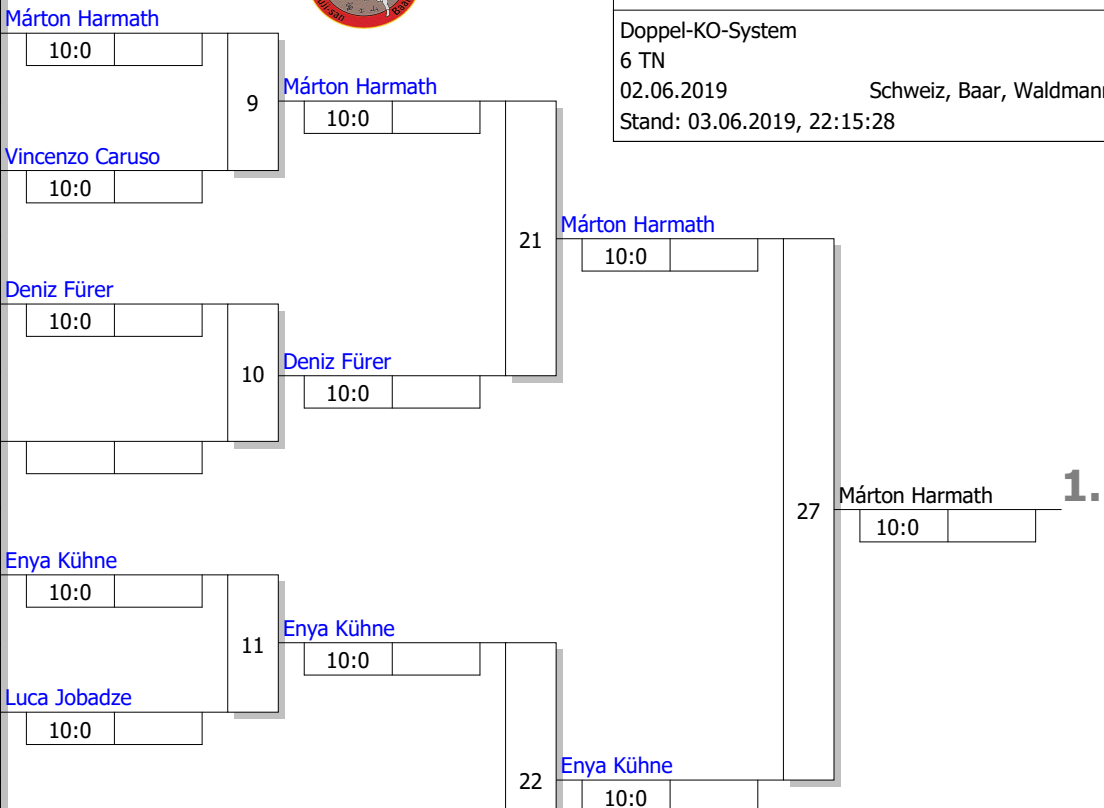 Doppel-KO-System
6 TN
02.06.2019 Schweiz, Baar, Waldmann
Stand: 03.06.2019, 22:15:28
Márton Harmath
10:0
9
Márton Harmath
10:0
Vincenzo Caruso
10:0
21
Márton Harmath
10:0
Deniz Fürer
10:0
10
Deniz Fürer
10:0
27
Márton Harmath
1.
10:0
Enya Kühne
10:0
11
Enya Kühne
10:0
Luca Jobadze
10:0
22
Enya Kühne
10:0